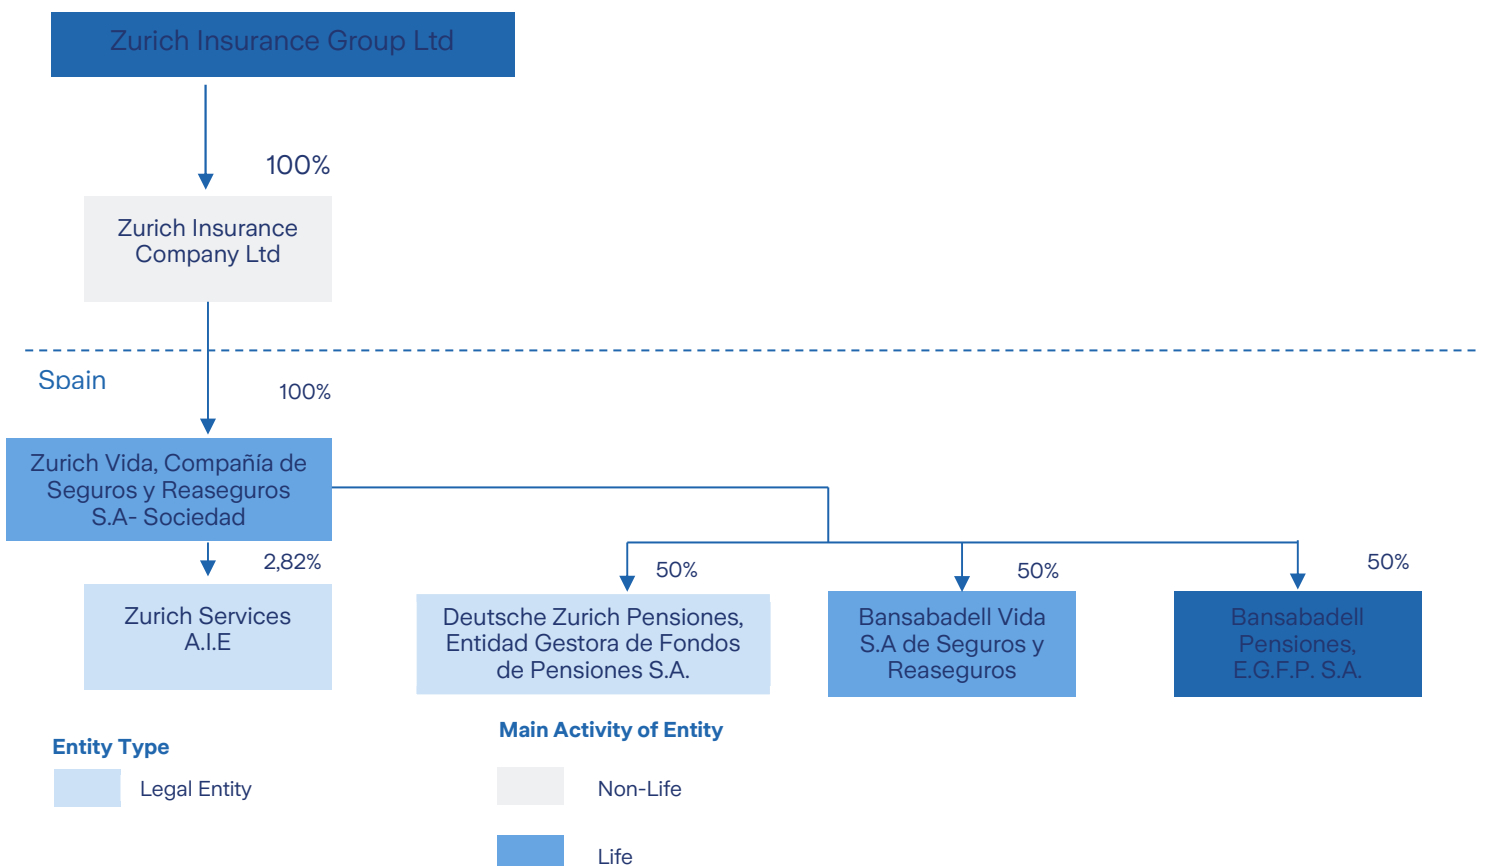 Zurich Insurance Group Ltd
100%
Zurich Insurance
Company Ltd
Spain
100%
Zurich Vida, Compañía de
Seguros y Reaseguros
S.A- Sociedad
2,82%
50%
50%
50%
Zurich Services
A.I.E
Deutsche Zurich Pensiones,
Entidad Gestora de Fondos
de Pensiones S.A.
Bansabadell Vida
S.A de Seguros y
Reaseguros
Bansabadell
Pensiones,
E.G.F.P. S.A.
Entity Type
Legal Entity
Main Activity of Entity
Non-Life
Life